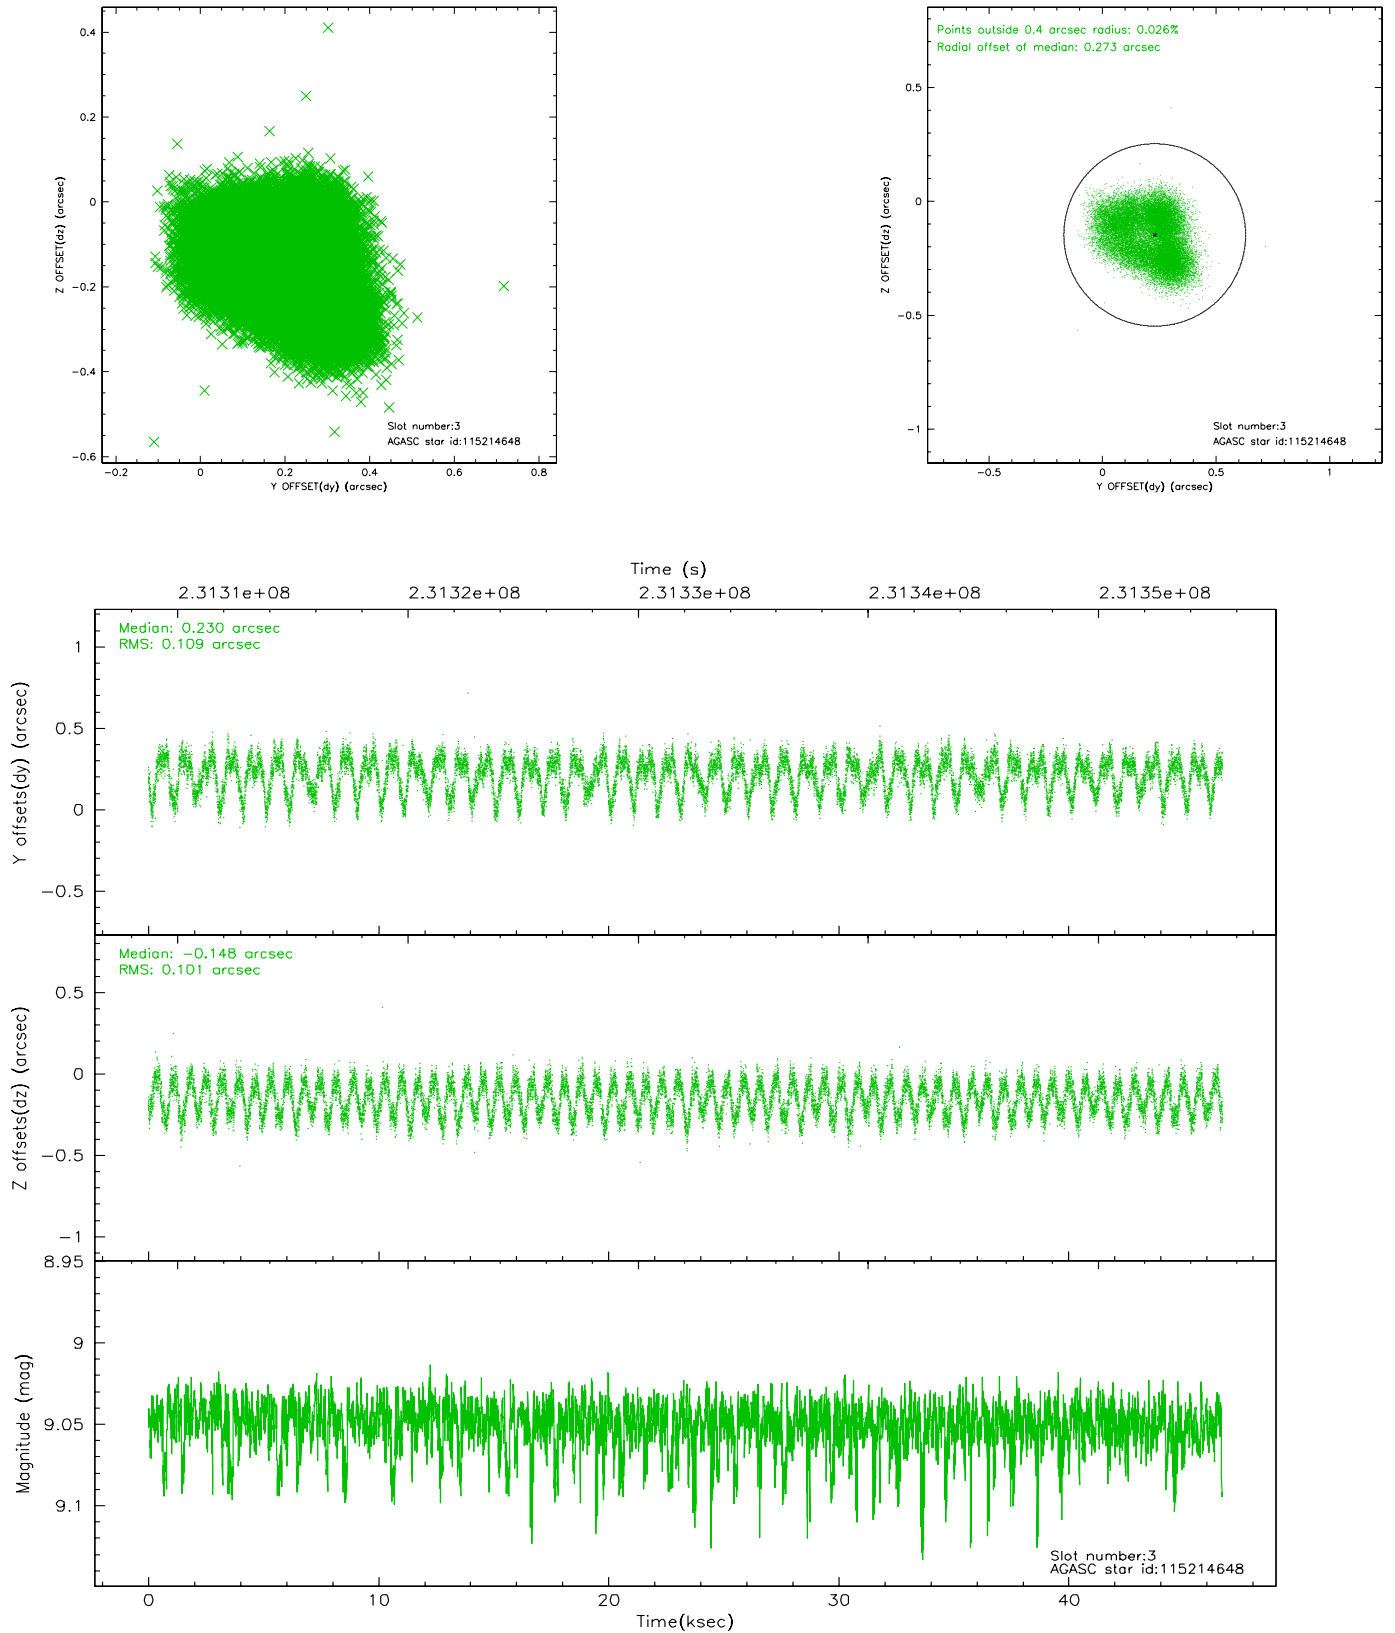 0.4
0.2
0
−0.2
−0.4
−0.6
Z OFFSET(dz) (arcsec)
Slot number:3
AGASC star id:115214648
−0.2 0 0.2 0.4 0.6 0.8
Y OFFSET(dy) (arcsec)
Points outside 0.4 arcsec radius: 0.026%
Radial offset of median: 0.273 arcsec
0.5
0
−0.5
−1
Z OFFSET(dz) (arcsec)
Slot number:3
AGASC star id:115214648
−0.5 0 0.5 1
Y OFFSET(dy) (arcsec)
Time (s)
2.3131e+08 2.3132e+08 2.3133e+08 2.3134e+08 2.3135e+08
Median: 0.230 arcsec
RMS: 0.109 arcsec
1
0.5
0
−0.5
Y offsets(dy) (arcsec)
Median: −0.148 arcsec
RMS: 0.101 arcsec
0.5
0
−0.5
−1
Z offsets(dz) (arcsec)
8.95
9
9.05
9.1
Magnitude (mag)
Slot number:3
AGASC star id:115214648
0 10 20 30 40
Time(ksec)